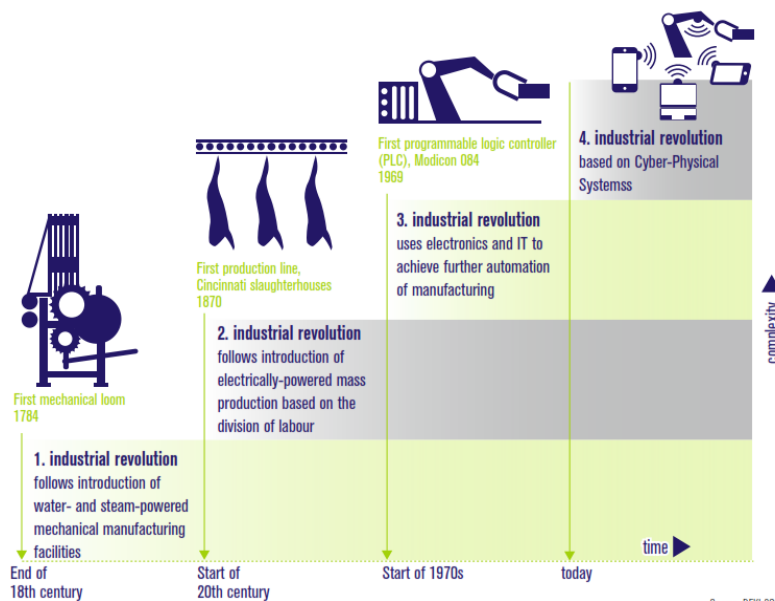 First mechanical loom
1784
1. industrial revolution
follows introduction of
water- and steam-powered
mechanical manufacturing
facilities
End of
18th century
First production line,
Cincinnati slaughterhouses
1870
2. industrial revolution
follows introduction of
electrically-powered mass
production based on the
division of labour
Start of
20th century
First programmable logic controller
(PLC), Modicon 084
1969
3. industrial revolution
uses electronics and IT to
achieve further automation
of manufacturing
Start of 1970s
4. industrial revolution
based on Cyber-Physical
Systemss
today
time
complexity